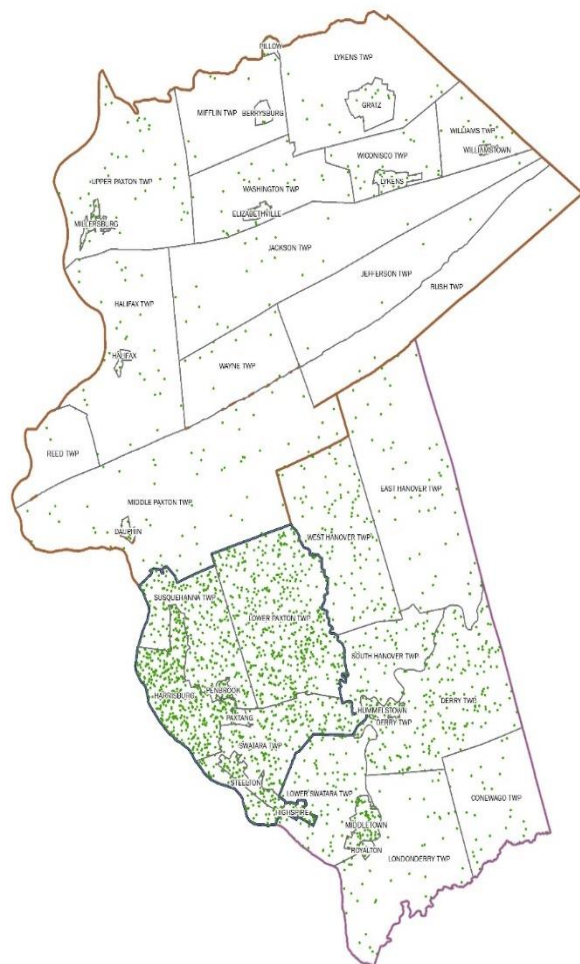 PILLOW
LYKENS TWP
GRATZ
MIFFLIN TWP
BERRYSBURG
WILLIAMS TWP
WILLIAMSTOWN
WICONISCO TWP
UPPER PAXTON TWP
WASHINGTON TWP
LYKENS
MILLERSBURG
ELIZABETHVILLE
JACKSON TWP
JEFFERSON TWP
RUSH TWP
HALIFAX TWP
HALIFAX
WAYNE TWP
REED TWP
EAST HANOVER TWP
MIDDLE PAXTON TWP
DAUPHIN
WEST HANOVER TWP
SUSQUEHANNA TWP
LOWER PAXTON TWP
SOUTH HANOVER TWP
HARRISBURG
PENBROOK
DERRY TWP
HUMMELSTOWN
PAXTANG
DERRY TWP
SWATARA TWP
STEELTON
LOWER SWATARA TWP
CONEWAGO TWP
HIGHSPIRE
MIDDLETOWN
ROYALTON
LONDONDERRY TWP